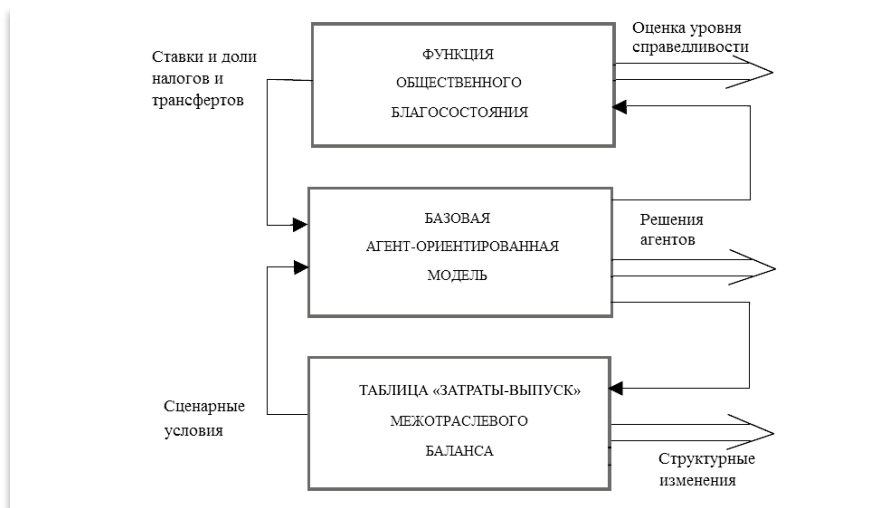 Ставки и доли
налогов и
трансфертов
ФУНКЦИЯ
ОБЩЕСТВЕННОГО
БЛАГОСОСТОЯНИЯ
Оценка уровня
справедливости
БАЗОВАЯ
АГЕНТ-ОРИЕНТИРОВАННАЯ
МОДЕЛЬ
Решения
агентов
Сценарные
условия
ТАБЛИЦА «ЗАТРАТЫ-ВЫПУСК»
МЕЖОТРАСЛЕВОГО
БАЛАНСА
Структурные
изменения